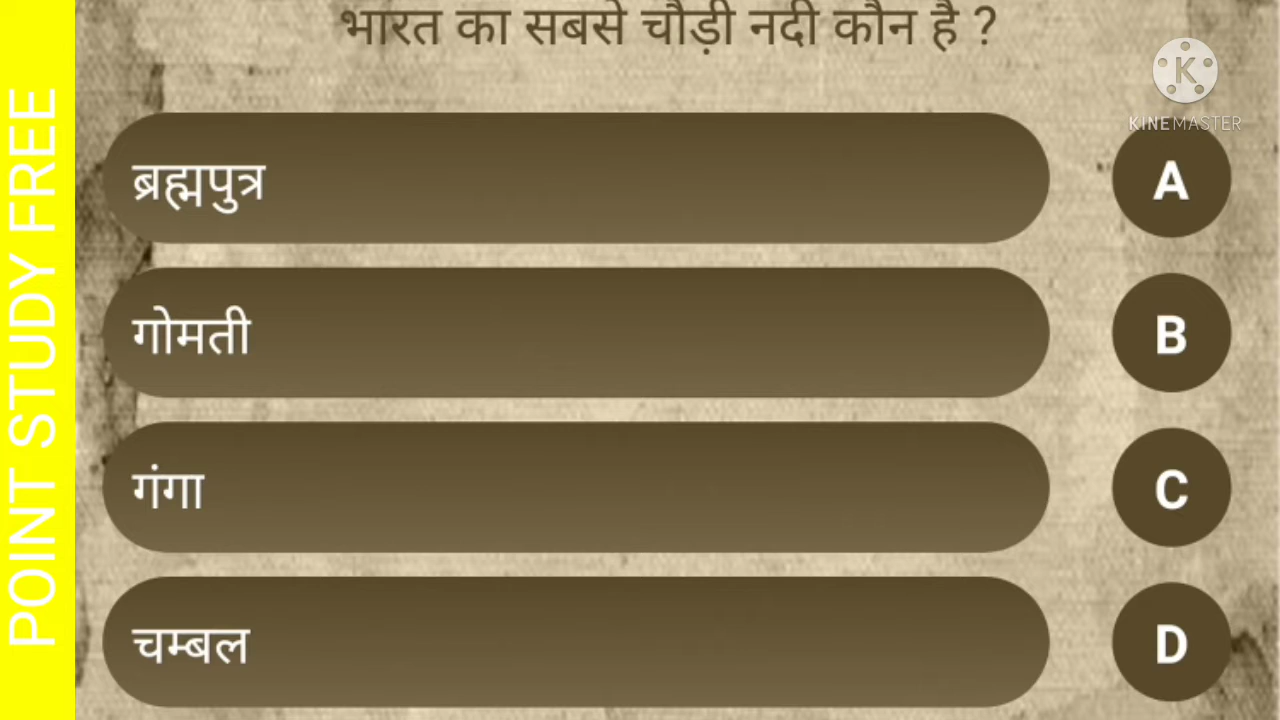 भारत का सबसे चौड़ी नदी कौन है ?
KINEMASTER
ब्रह्मपुत्र
A
गोमती
B
गंगा
C
चम्बल
D
POINT STUDY FREE